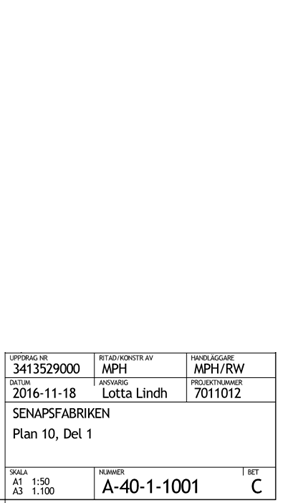 UPPDRAG NR RITAD/KONSTR AV HANDLÄGGARE
3413529000 MPH MPH/RW
DATUM ANSVARIG PROJEKTNUMMER
2016-11-18 Lotta Lindh 7011012
SENAPSFABRIKEN
Plan 10, Del 1
SKALA NUMMER BET
A1 1:50
A3 1.100 A-40-1-1001 C